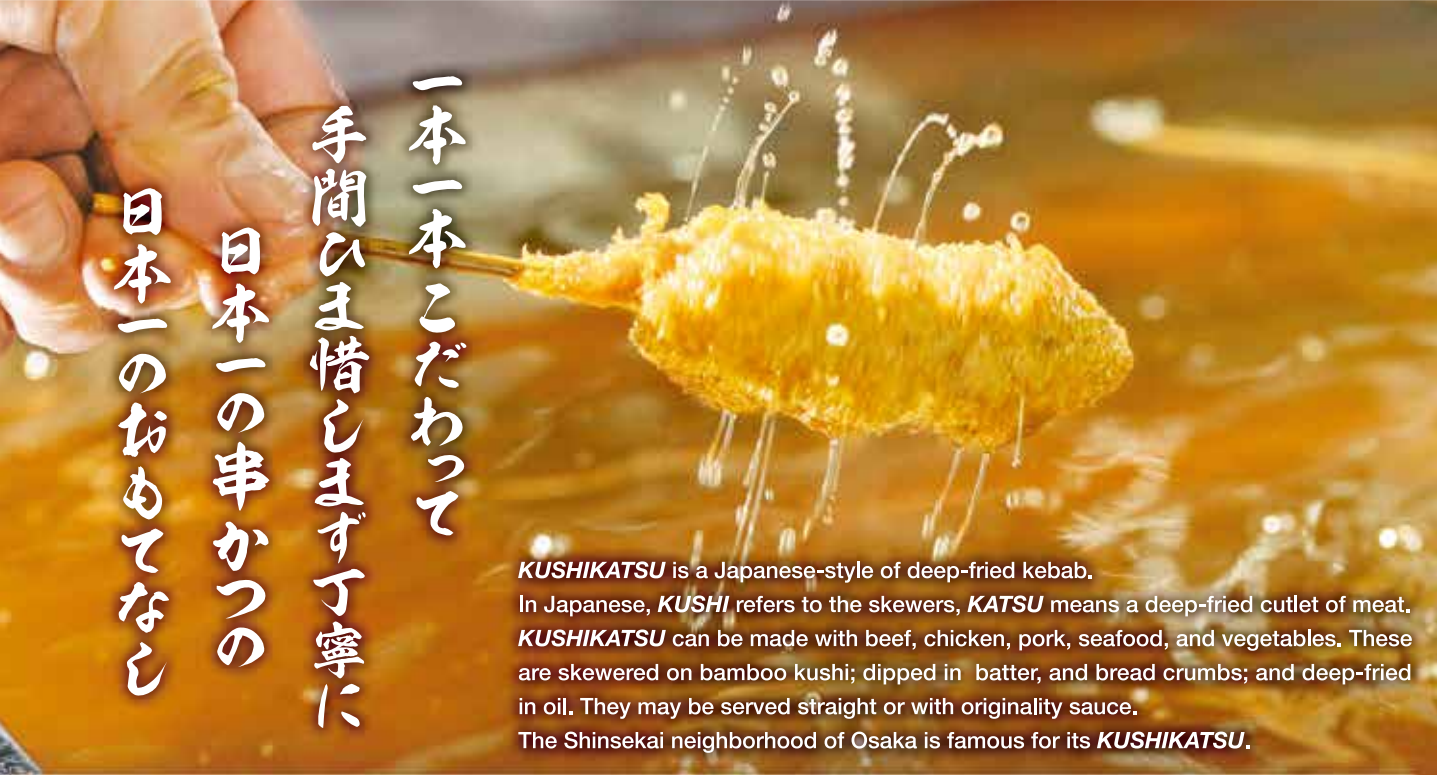 一本一本こだわって
手間ひま惜しまず丁寧に
日本一の串かつの
日本一のおもてなし
KUSHIKATSU is a Japanese-style of deep-fried kebab.
In Japanese, KUSHI refers to the skewers, KATSU means a deep-fried cutlet of meat.
KUSHIKATSU can be made with beef, chicken, pork, seafood, and vegetables. These
are skewered on bamboo kushi; dipped in batter, and bread crumbs; and deep-fried
in oil. They may be served straight or with originality sauce.
The Shinsekai neighborhood of Osaka is famous for its KUSHIKATSU.